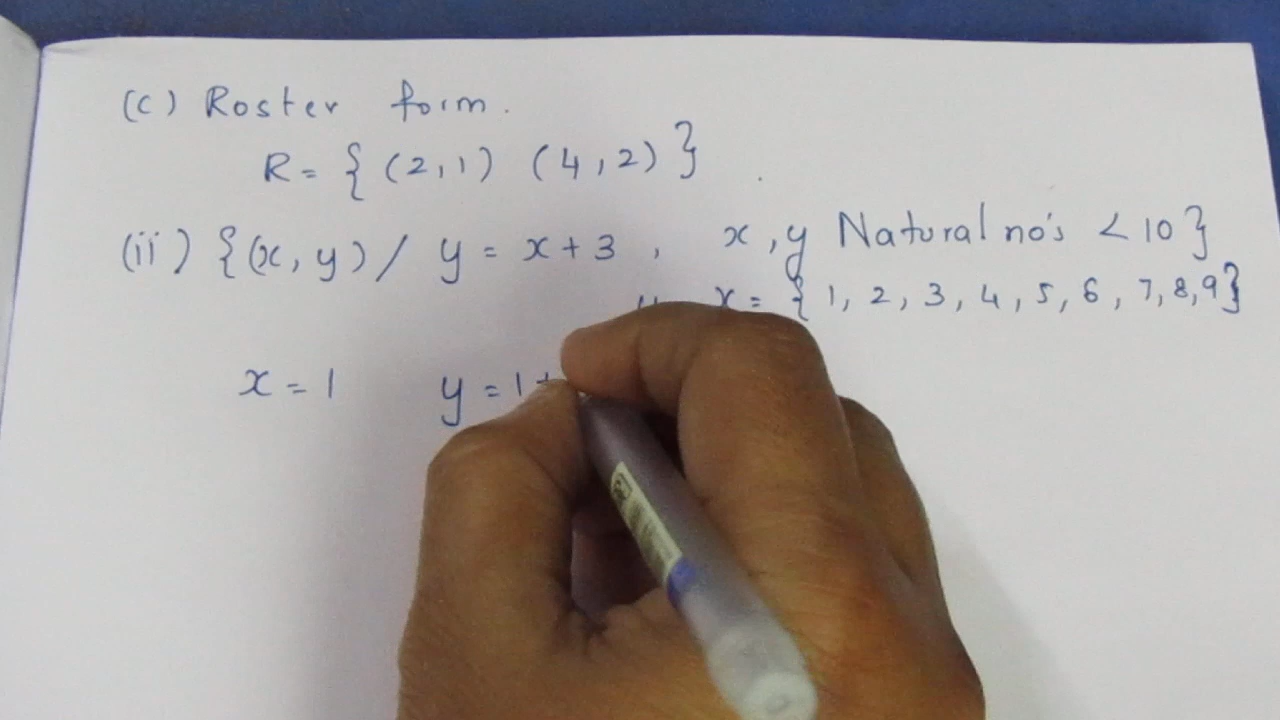 (c) Roster form.
R = { (2,1) (4,2) }
(ii) {(x, y) / y = x + 3 , x, y Natural no's < 10}
x = { 1, 2, 3, 4, 5, 6, 7, 8, 9}
x = 1 y = 1 +